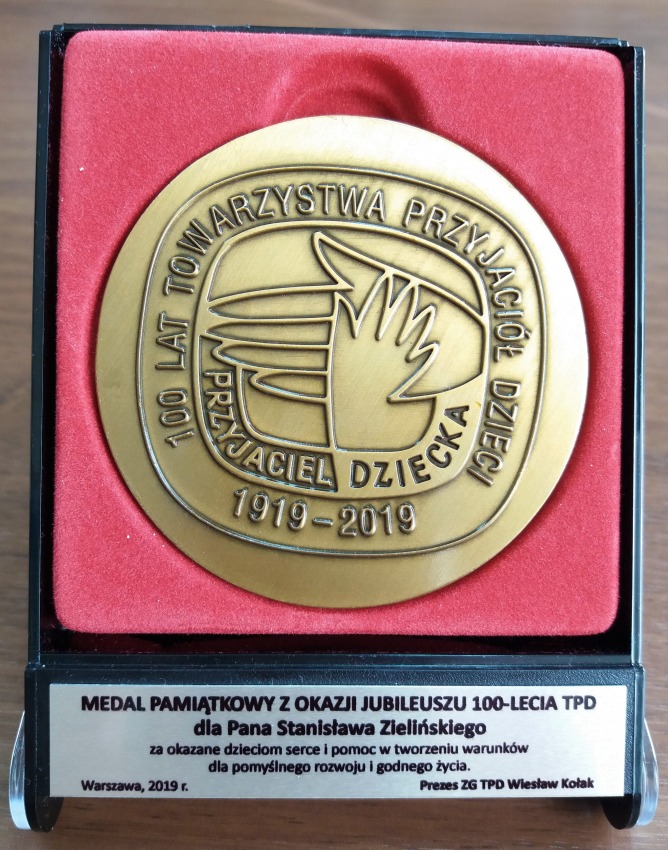 100 LAT TOWARZYSTWA PRZYJACIÓŁ DZIECI
PRZYJACIEL DZIECKA
1919-2019
MEDAL PAMIĄTKOWY Z OKAZJI JUBILEUSZU 100-LECIA TPD
dla Pana Stanisława Zielińskiego
za okazane dzieciom serce i pomoc w tworzeniu warunków
dla pomyślnego rozwoju i godnego życia.
Warszawa, 2019 r. Prezes ZG TPD Wiesław Kołak